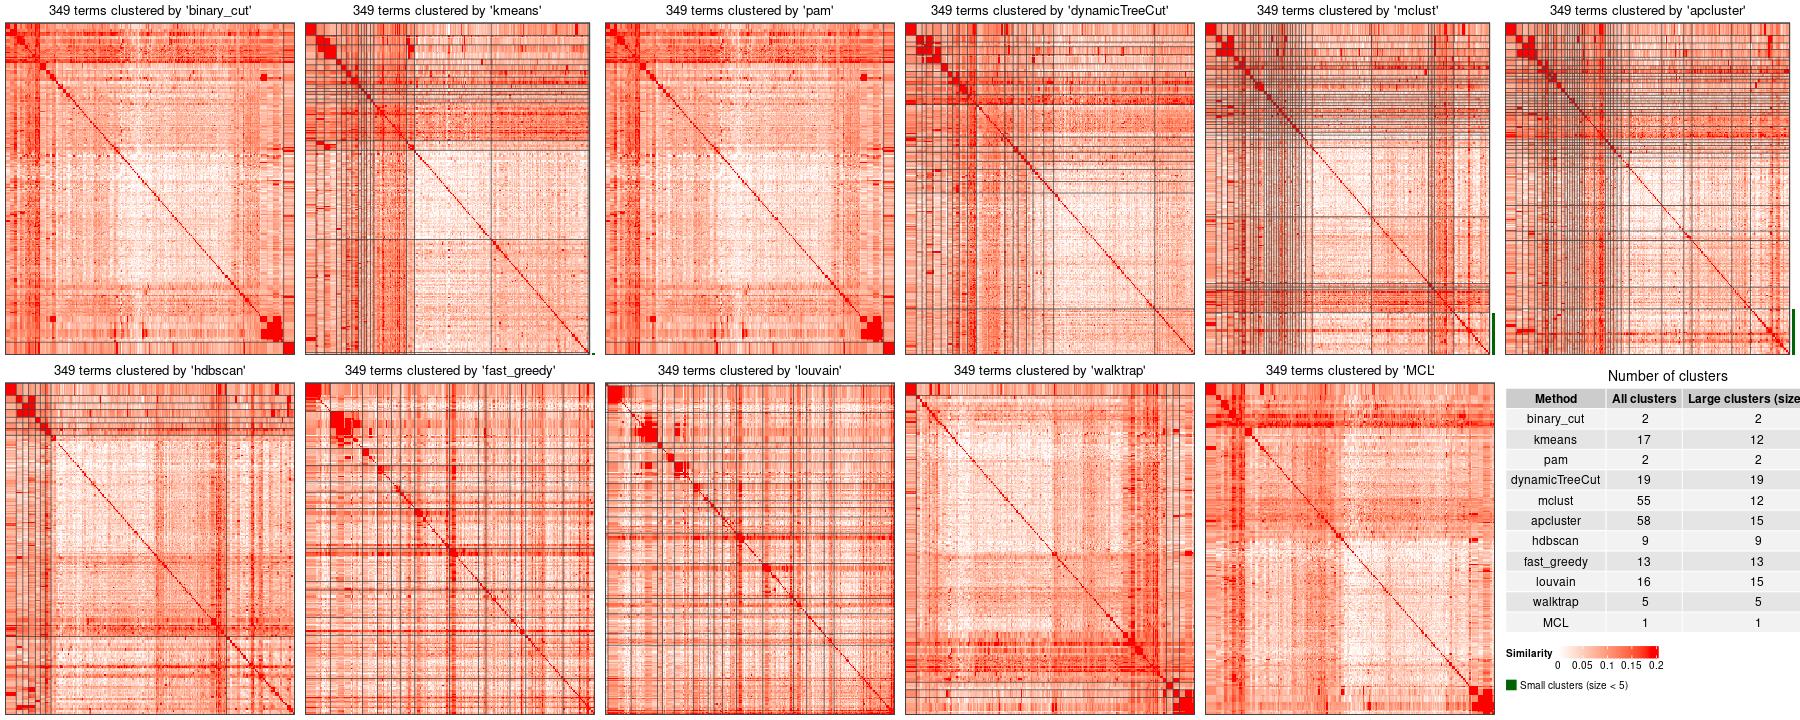 349 terms clustered by 'binary_cut'
349 terms clustered by 'kmeans'
349 terms clustered by 'pam'
349 terms clustered by 'dynamicTreeCut'
349 terms clustered by 'mclust'
349 terms clustered by 'apcluster'
349 terms clustered by 'hdbscan'
349 terms clustered by 'fast_greedy'
349 terms clustered by 'louvain'
349 terms clustered by 'walktrap'
349 terms clustered by 'MCL'
Number of clusters
Method All clusters Large clusters (size
binary_cut 2 2
kmeans 17 12
pam 2 2
dynamicTreeCut 19 19
mclust 55 12
apcluster 58 15
hdbscan 9 9
fast_greedy 13 13
louvain 16 15
walktrap 5 5
MCL 1 1
Similarity
0 0.05 0.1 0.15 0.2
Small clusters (size < 5)